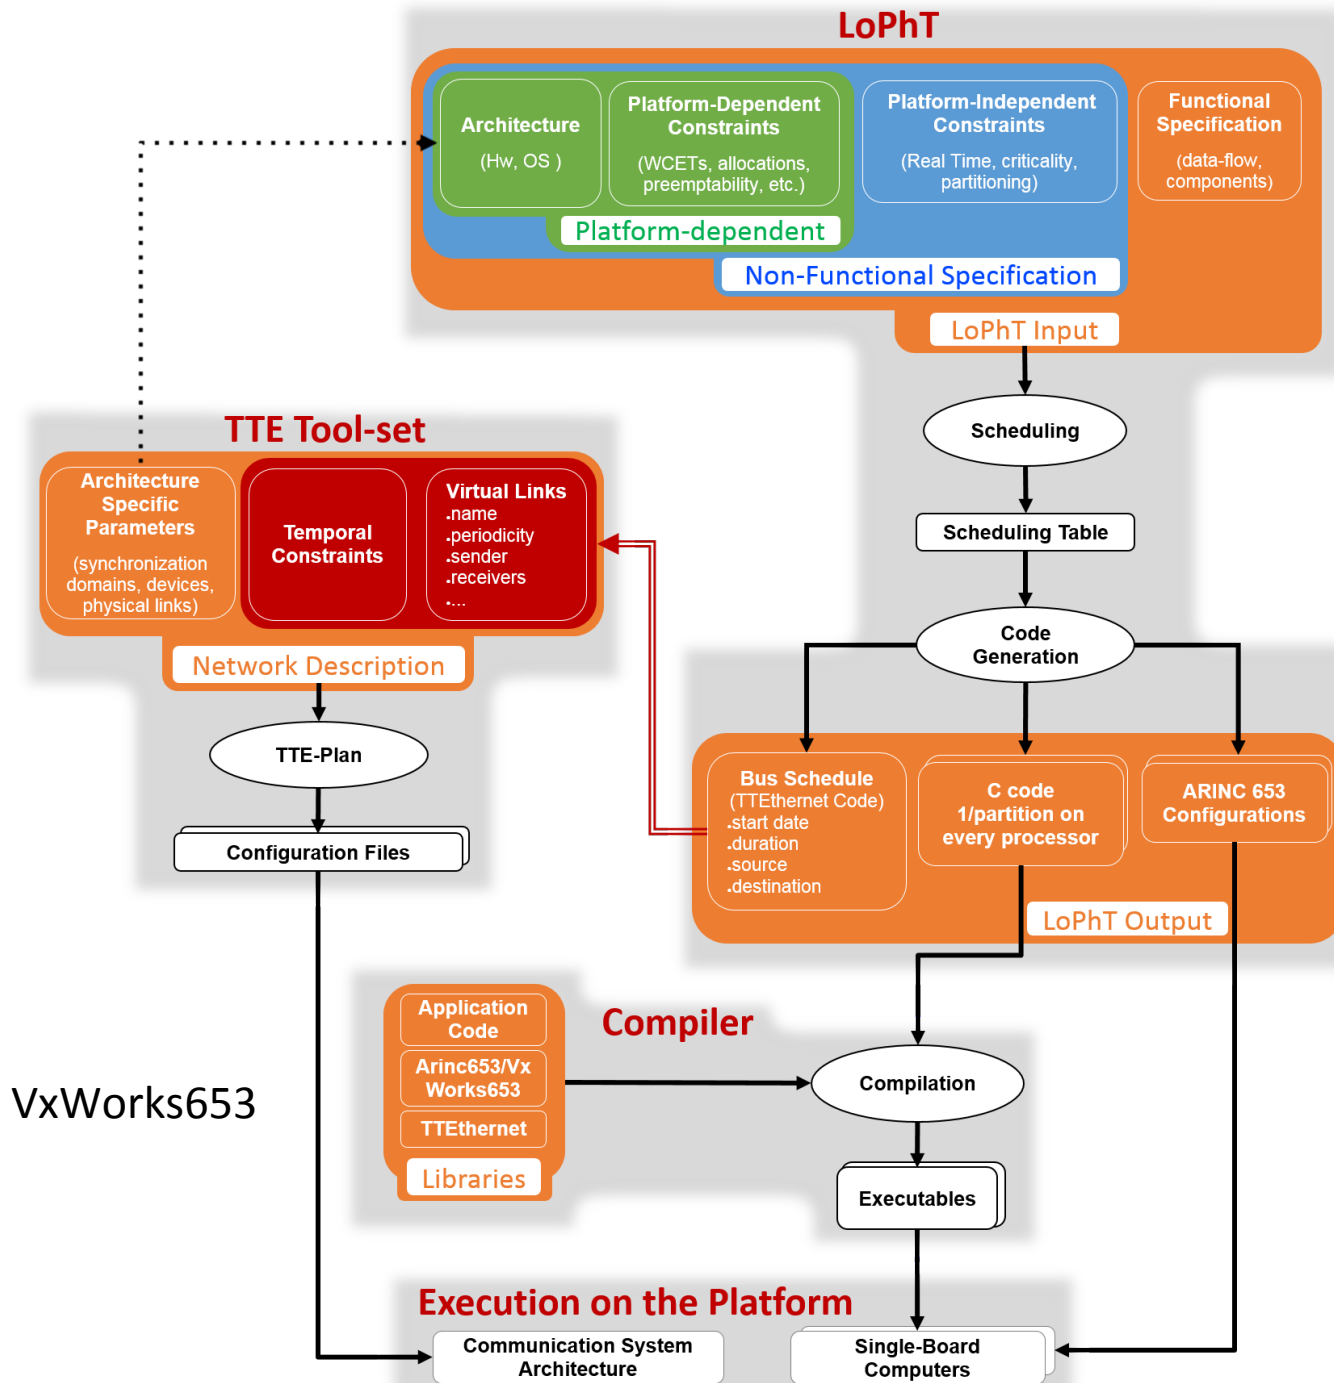 LoPhT
Architecture
(Hw, OS )
Platform-Dependent
Constraints
(WCETs, allocations,
preemptability, etc.)
Platform-Independent
Constraints
(Real Time, criticality,
partitioning)
Functional
Specification
(data-flow,
components)
Platform-dependent
Non-Functional Specification
LoPhT Input
Scheduling
Scheduling Table
Code
Generation
TTE Tool-set
Architecture
Specific
Parameters
(synchronization
domains, devices,
physical links)
Temporal
Constraints
Virtual Links
.name
.periodicity
.sender
.receivers
....
Network Description
TTE-Plan
Configuration Files
Bus Schedule
(TTEthernet Code)
.start date
.duration
.source
.destination
C code
1/partition on
every processor
ARINC 653
Configurations
LoPhT Output
Compiler
Application
Code
Arinc653/Vx
Works653
TTEthernet
Libraries
VxWorks653
Compilation
Executables
Execution on the Platform
Communication System
Architecture
Single-Board
Computers